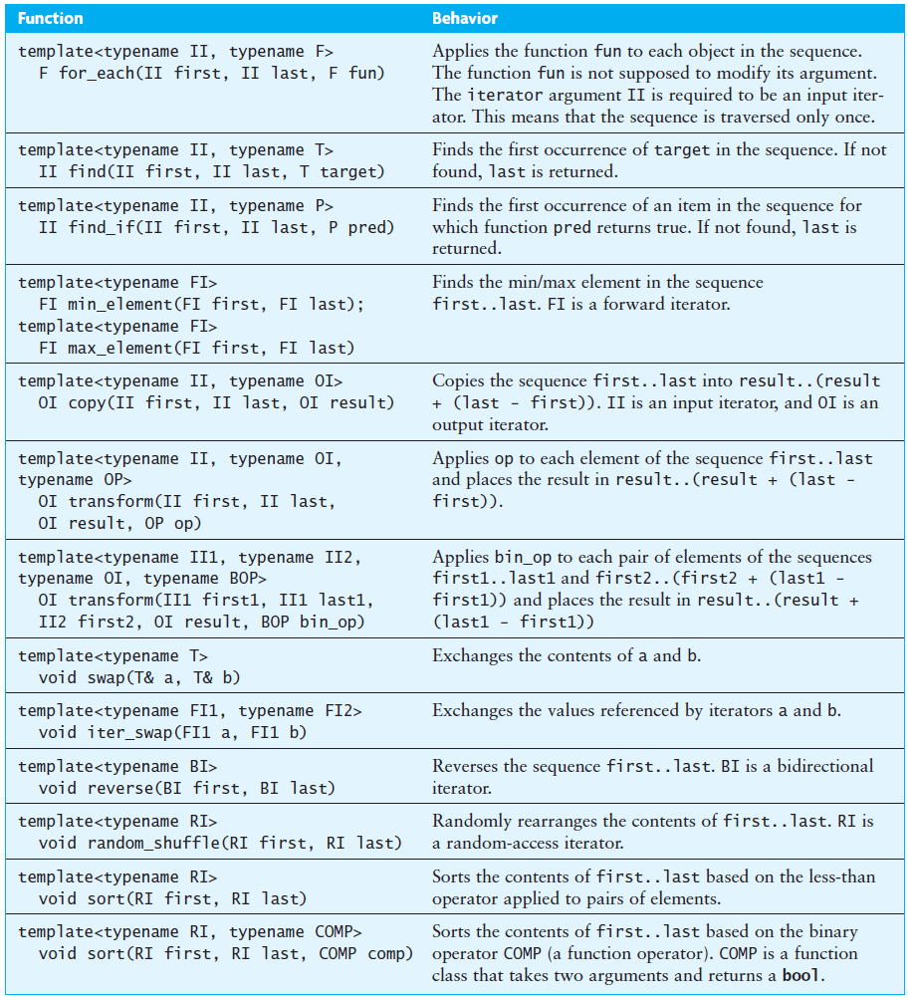 Function Behavior
template<typename II, typename F>
F for_each(II first, II last, F fun)
Applies the function fun to each object in the sequence.
The function fun is not supposed to modify its argument.
The iterator argument II is required to be an input iter-
ator. This means that the sequence is traversed only once.
template<typename II, typename T>
II find(II first, II last, T target)
Finds the first occurrence of target in the sequence. If not
found, last is returned.
template<typename II, typename P>
II find_if(II first, II last, P pred)
Finds the first occurrence of an item in the sequence for
which function pred returns true. If not found, last is
returned.
template<typename FI>
FI min_element(FI first, FI last);
template<typename FI>
FI max_element(FI first, FI last)
Finds the min/max element in the sequence
first..last. FI is a forward iterator.
template<typename II, typename OI>
OI copy(II first, II last, OI result)
Copies the sequence first..last into result..(result
+ (last - first)). II is an input iterator, and OI is an
output iterator.
template<typename II, typename OI,
typename OP>
OI transform(II first, II last,
OI result, OP op)
Applies op to each element of the sequence first..last
and places the result in result..(result + (last -
first)).
template<typename II1, typename II2,
typename OI, typename BOP>
OI transform(II1 first1, II1 last1,
II2 first2, OI result, BOP bin_op)
Applies bin_op to each pair of elements of the sequences
first1..last1 and first2..(first2 + (last1 -
first1)) and places the result in result..(result +
(last1 - first1))
template<typename T>
void swap(T& a, T& b)
Exchanges the contents of a and b.
template<typename FI1, typename FI2>
void iter_swap(FI1 a, FI1 b)
Exchanges the values referenced by iterators a and b.
template<typename BI>
void reverse(BI first, BI last)
Reverses the sequence first..last. BI is a bidirectional
iterator.
template<typename RI>
void random_shuffle(RI first, RI last)
Randomly rearranges the contents of first..last. RI is
a random-access iterator.
template<typename RI>
void sort(RI first, RI last)
Sorts the contents of first..last based on the less-than
operator applied to pairs of elements.
template<typename RI, typename COMP>
void sort(RI first, RI last, COMP comp)
Sorts the contents of first..last based on the binary
operator COMP (a function operator). COMP is a function
class that takes two arguments and returns a bool.